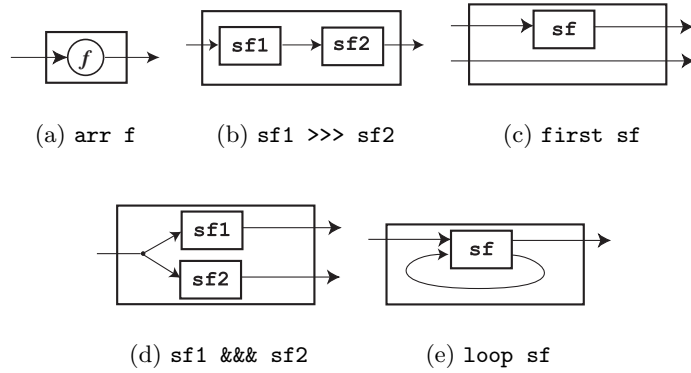 f
sf1 sf2
sf
(a) arr f (b) sf1 >>> sf2 (c) first sf
sf1
sf2
sf
(d) sf1 &&& sf2 (e) loop sf